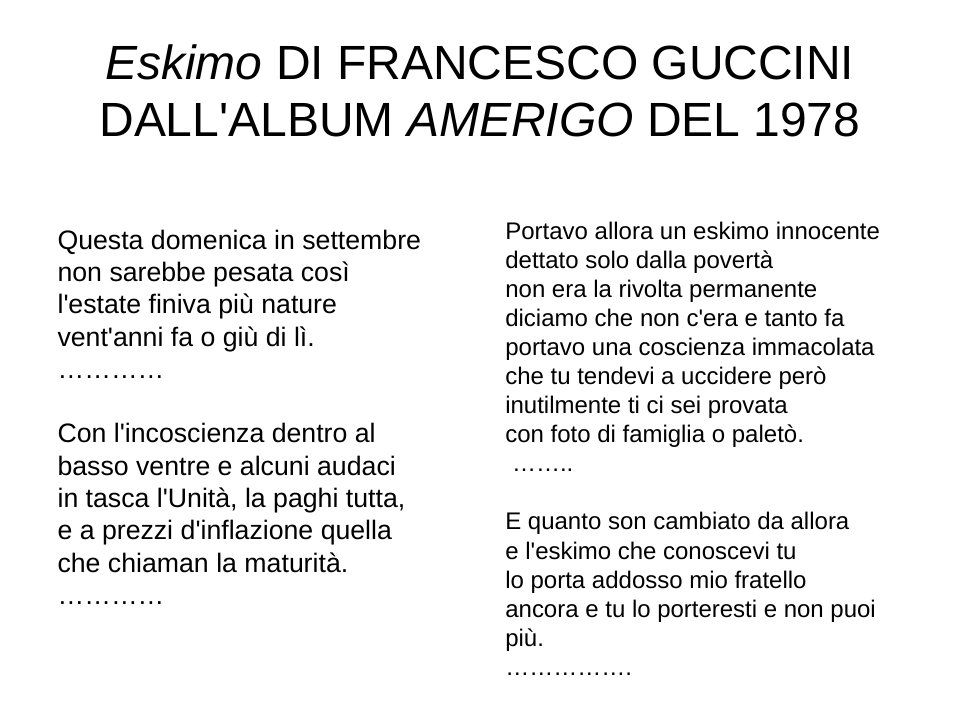 Eskimo DI FRANCESCO GUCCINI
DALL'ALBUM AMERIGO DEL 1978
Questa domenica in settembre
non sarebbe pesata così
l'estate finiva più nature
vent'anni fa o giù di lì.
…………
Con l'incoscienza dentro al
basso ventre e alcuni audaci
in tasca l'Unità, la paghi tutta,
e a prezzi d'inflazione quella
che chiaman la maturità.
…………
Portavo allora un eskimo innocente
dettato solo dalla povertà
non era la rivolta permanente
diciamo che non c'era e tanto fa
portavo una coscienza immacolata
che tu tendevi a uccidere però
inutilmente ti ci sei provata
con foto di famiglia o paletò.
……..
E quanto son cambiato da allora
e l'eskimo che conoscevi tu
lo porta addosso mio fratello
ancora e tu lo porteresti e non puoi
più.
…………….